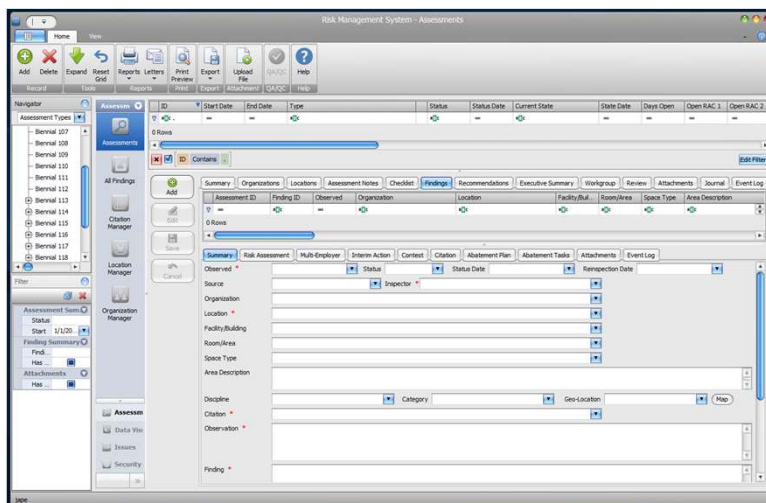 Risk Management System - Assessments
Home View
Add Delete Expand Reset Grid Reports Letters Print Preview Export Upload File QA/QC Help
Record Tools Reports Print Export Attachment QA/QC Help
Navigator
Assessment Types
Biennial 107
Biennial 108
Biennial 109
Biennial 110
Biennial 111
Biennial 112
Biennial 113
Biennial 114
Biennial 115
Biennial 116
Biennial 117
Biennial 118
Filter
Assessment Sum
Status
Start 1/1/20...
Finding Summary
Findi...
Has ...
Attachments
Has ...
Assessm
Assessments
All Findings
Citation Manager
Location Manager
Organization Manager
Assessm
Data Vie
Issues
Security
ID Start Date End Date Type Status Status Date Current State State Date Days Open Open RAC 1 Open RAC 2
0 Rows
ID Contains .
Edit Filter
Add
Edit
Save
Cancel
Summary Organizations Locations Assessment Notes Checklist Findings Recommendations Executive Summary Workgroup Review Attachments Journal Event Log
Assessment ID Finding ID Observed Organization Location Facility/Buil... Room/Area Space Type Area Description
0 Rows
Summary Risk Assessment Multi-Employer Interim Action Contest Citation Abatement Plan Abatement Tasks Attachments Event Log
Observed * Status Status Date Reinspection Date
Source Inspector *
Organization
Location *
Facility/Building
Room/Area
Space Type
Area Description
Discipline Category Geo-Location Map
Citation *
Observation *
Finding *
jape